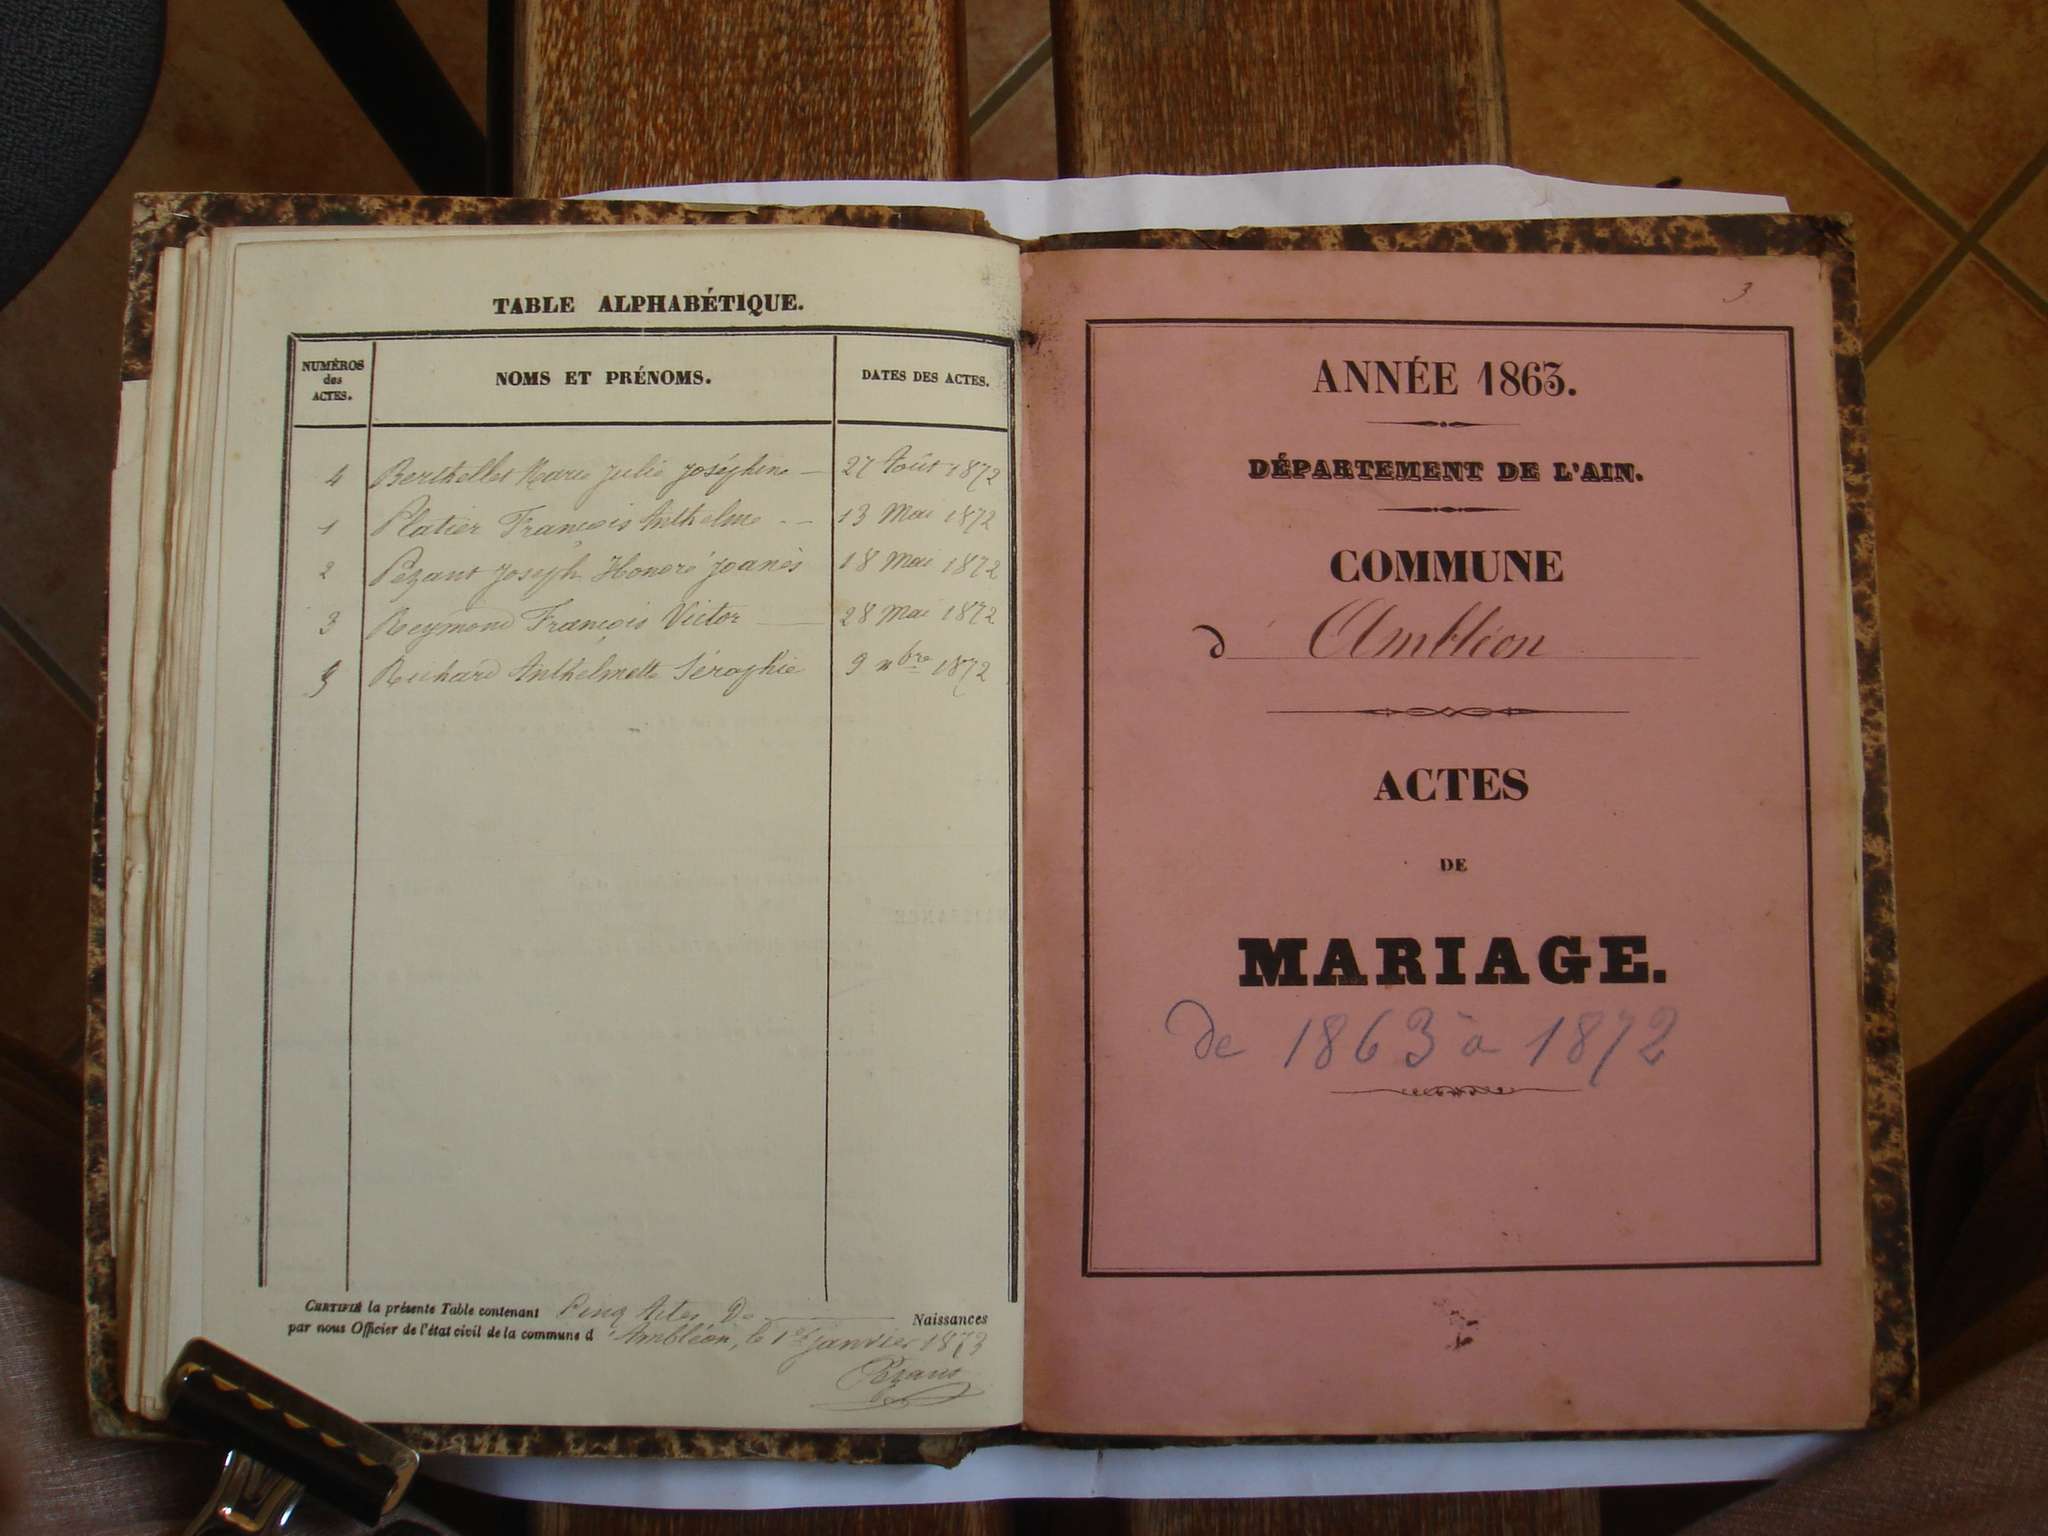 TABLE ALPHABÉTIQUE.
NUMÉROS des ACTES. NOMS ET PRÉNOMS. DATES DES ACTES.
4 Berthellet Marie Julie Joséphine — 27 Août 1872
1 Platier François Anthelme - - 13 Mai 1872
2 Pezant Joseph Honoré Joanès 18 Mai 1872
3 Reymond François Victor — 28 Mai 1872
5 Richard Anthelmette Séraphie 9 nbre 1872
CERTIFIÉ la présente Table contenant Cinq Actes De Naissances
par nous Officier de l'état civil de la commune d'Ambléon, le 1er janvier 1873
Pezant
3
ANNÉE 1863.
DÉPARTEMENT DE L'AIN.
COMMUNE
d'Ambléon
ACTES
DE
MARIAGE.
de 1863 à 1872